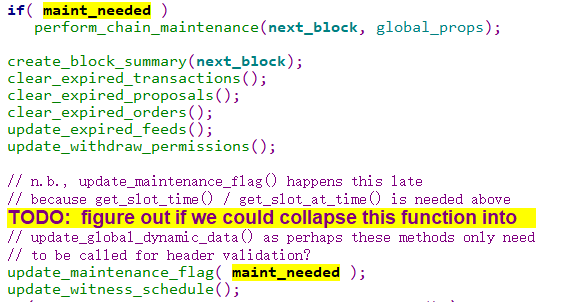 if( maint_needed )
perform_chain_maintenance(next_block, global_props);
create_block_summary(next_block);
clear_expired_transactions();
clear_expired_proposals();
clear_expired_orders();
update_expired_feeds();
update_withdraw_permissions();
// n.b., update_maintenance_flag() happens this late
// because get_slot_time() / get_slot_at_time() is needed above
TODO:  figure out if we could collapse this function into
// update_global_dynamic_data() as perhaps these methods only need
// to be called for header validation?
update_maintenance_flag( maint_needed );
update_witness_schedule();